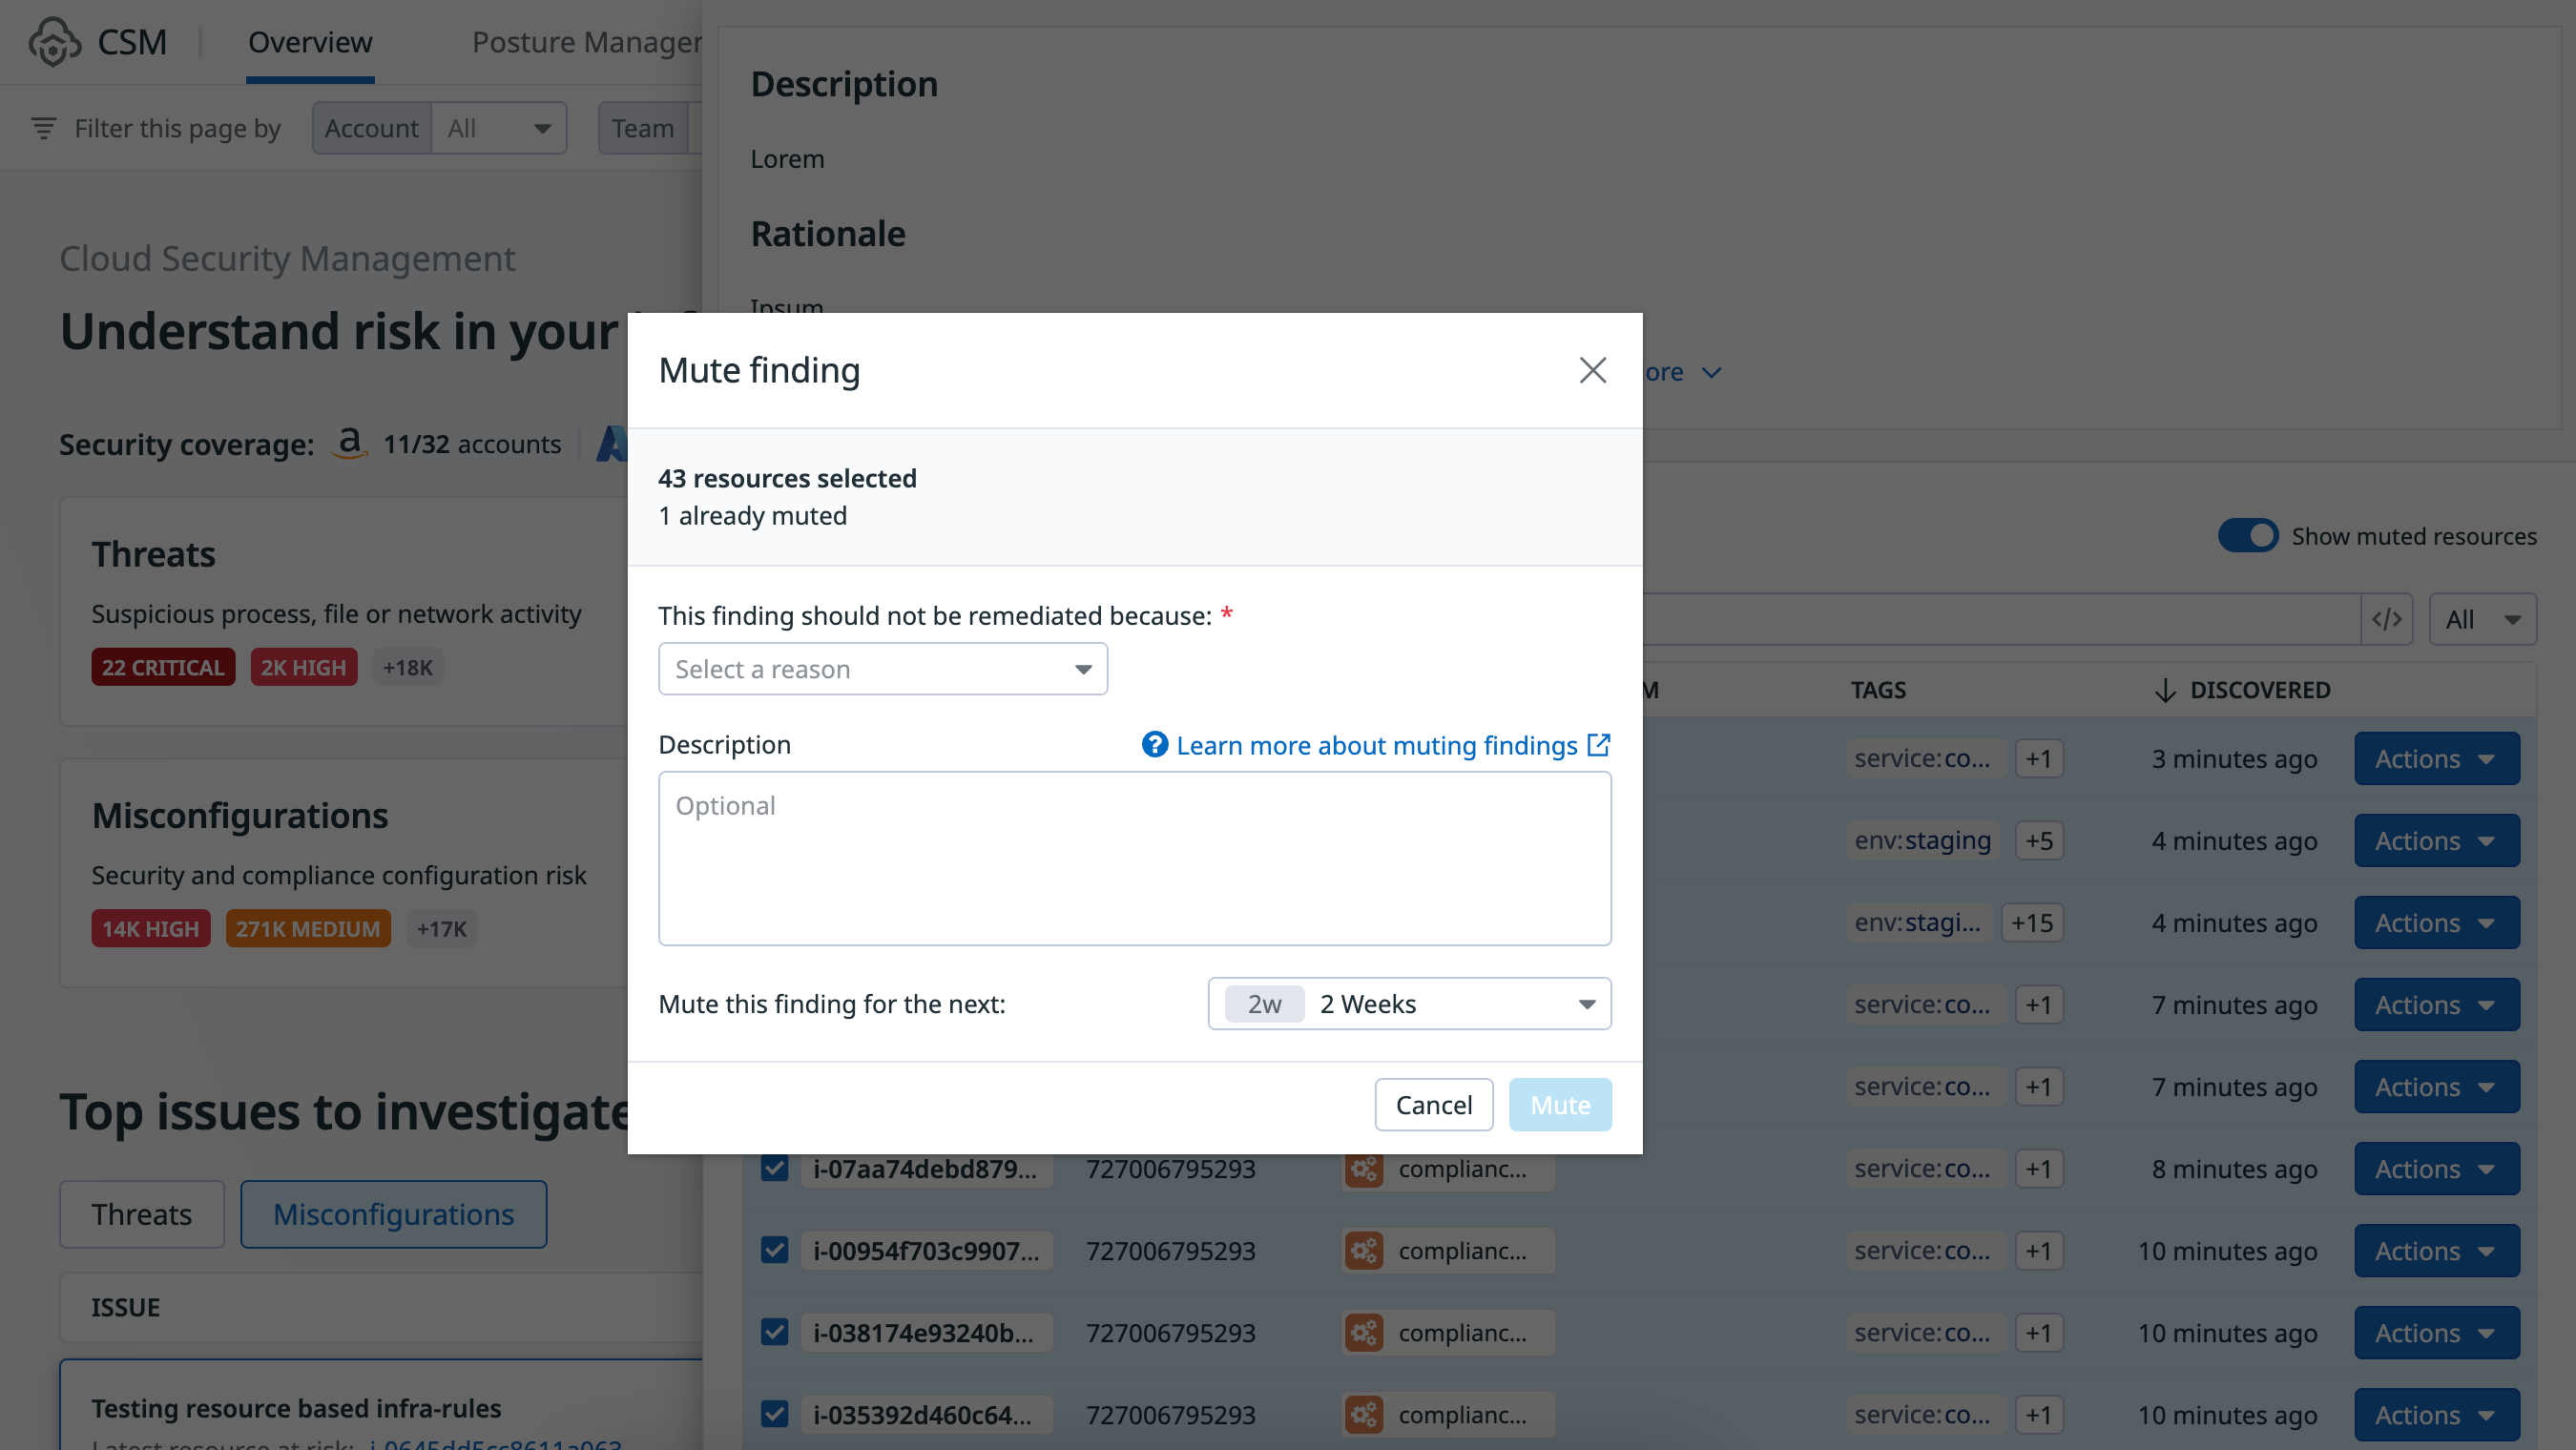 CSM
Overview
Posture Manager
Filter this page by
Account
All
Team
Cloud Security Management
Understand risk in your
Security coverage:
11/32 accounts
Threats
Suspicious process, file or network activity
22 CRITICAL
2K HIGH
+18K
Misconfigurations
Security and compliance configuration risk
14K HIGH
271K MEDIUM
+17K
Top issues to investigate
Threats
Misconfigurations
ISSUE
Testing resource based infra-rules
Latest resource at risk:
Description
Lorem
Rationale
Ipsum
ore
Mute finding
43 resources selected
1 already muted
This finding should not be remediated because: *
Select a reason
Description
Learn more about muting findings
Optional
Mute this finding for the next:
2w 2 Weeks
Cancel
Mute
Show muted resources
</>
All
M TAGS DISCOVERED
service:co... +1 3 minutes ago Actions
env:staging +5 4 minutes ago Actions
env:stagi... +15 4 minutes ago Actions
service:co... +1 7 minutes ago Actions
service:co... +1 7 minutes ago Actions
i-07aa74debd879... 727006795293 complianc... service:co... +1 8 minutes ago Actions
i-00954f703c9907... 727006795293 complianc... service:co... +1 10 minutes ago Actions
i-038174e93240b... 727006795293 complianc... service:co... +1 10 minutes ago Actions
i-035392d460c64... 727006795293 complianc... service:co... +1 10 minutes ago Actions